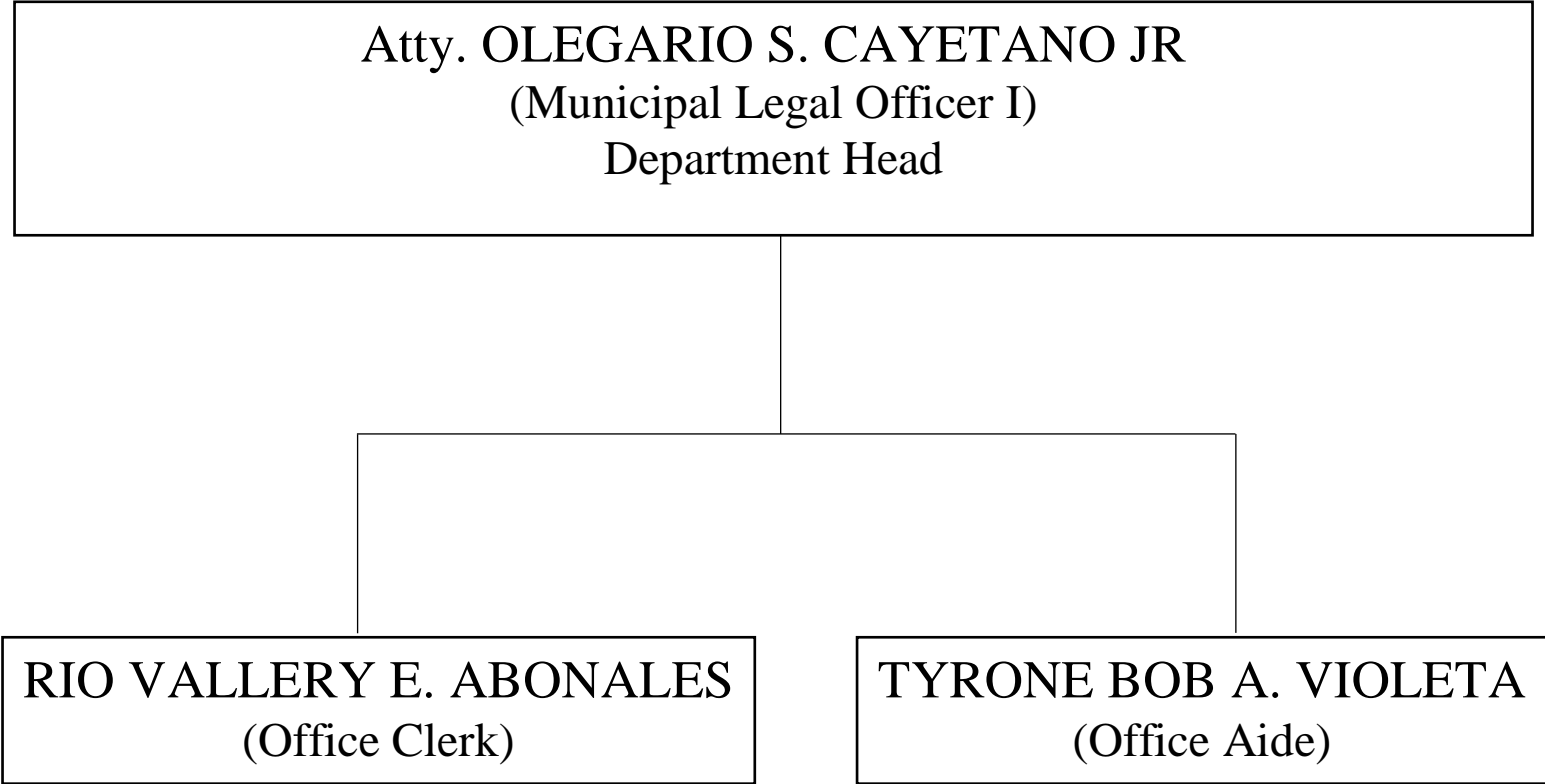 Atty. OLEGARIO S. CAYETANO JR
(Municipal Legal Officer I)
Department Head
RIO VALLERY E. ABONALES
(Office Clerk)
TYRONE BOB A. VIOLETA
(Office Aide)